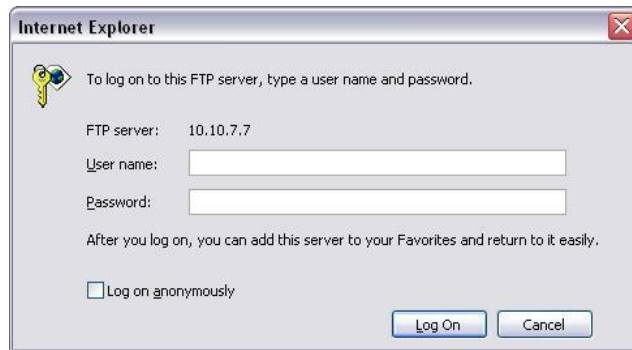 Internet Explorer
To log on to this FTP server, type a user name and password.
FTP server: 10.10.7.7
User name:
Password:
After you log on, you can add this server to your Favorites and return to it easily.
Log on anonymously
Log On Cancel